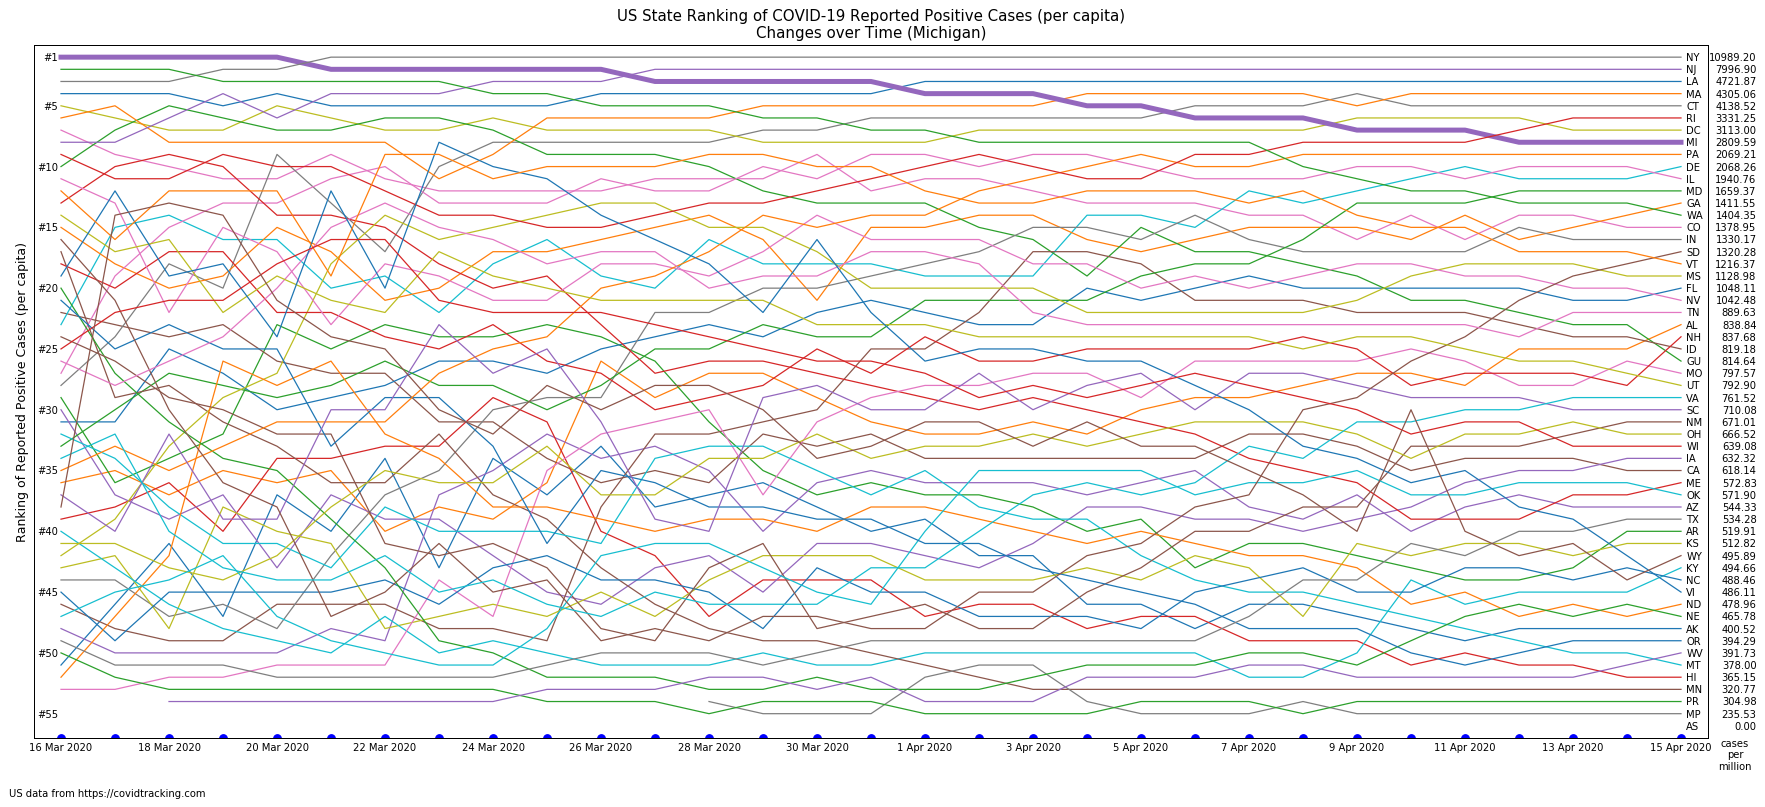 US State Ranking of COVID-19 Reported Positive Cases (per capita)
Changes over Time (Michigan)
Ranking of Reported Positive Cases (per capita)
#1
#5
#10
#15
#20
#25
#30
#35
#40
#45
#50
#55
NY 10989.20
NJ 7996.90
LA 4721.87
MA 4305.06
CT 4138.52
RI 3331.25
DC 3113.00
MI 2809.59
PA 2069.21
DE 2068.26
IL 1940.76
MD 1659.37
GA 1411.55
WA 1404.35
CO 1378.95
IN 1330.17
SD 1320.28
VT 1216.37
MS 1128.98
FL 1048.11
NV 1042.48
TN 889.63
AL 838.84
NH 837.68
ID 819.18
GU 814.64
MO 797.57
UT 792.90
VA 761.52
SC 710.08
NM 671.01
OH 666.52
WI 639.08
IA 632.32
CA 618.14
ME 572.83
OK 571.90
AZ 544.33
TX 534.28
AR 519.91
KS 512.82
WY 495.89
KY 494.66
NC 488.46
VI 486.11
ND 478.96
NE 465.78
AK 400.52
OR 394.29
WV 391.73
MT 378.00
HI 365.15
MN 320.77
PR 304.98
MP 235.53
AS 0.00
16 Mar 2020 18 Mar 2020 20 Mar 2020 22 Mar 2020 24 Mar 2020 26 Mar 2020 28 Mar 2020 30 Mar 2020 1 Apr 2020 3 Apr 2020 5 Apr 2020 7 Apr 2020 9 Apr 2020 11 Apr 2020 13 Apr 2020 15 Apr 2020
cases
per
million
US data from https://covidtracking.com